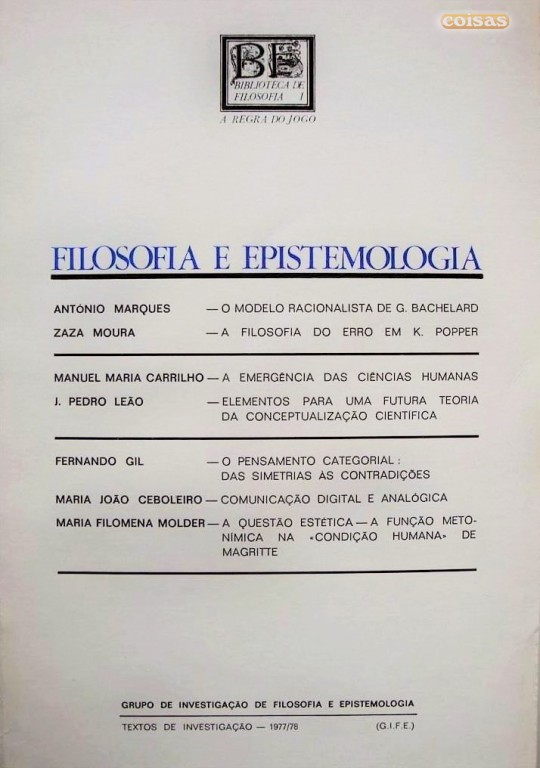 coisas
BF
BIBLIOTECA DE
FILOSOFIA 1
A REGRA DO JOGO
FILOSOFIA E EPISTEMOLOGIA
ANTÓNIO MARQUES — O MODELO RACIONALISTA DE G. BACHELARD
ZAZA MOURA — A FILOSOFIA DO ERRO EM K. POPPER
MANUEL MARIA CARRILHO — A EMERGÊNCIA DAS CIÊNCIAS HUMANAS
J. PEDRO LEÃO — ELEMENTOS PARA UMA FUTURA TEORIA
DA CONCEPTUALIZAÇÃO CIENTÍFICA
FERNANDO GIL — O PENSAMENTO CATEGORIAL :
DAS SIMETRIAS ÀS CONTRADIÇÕES
MARIA JOÃO CEBOLEIRO — COMUNICAÇÃO DIGITAL E ANALÓGICA
MARIA FILOMENA MOLDER — A QUESTÃO ESTÉTICA — A FUNÇÃO METO-
NÍMICA NA «CONDIÇÃO HUMANA» DE
MAGRITTE
GRUPO DE INVESTIGAÇÃO DE FILOSOFIA E EPISTEMOLOGIA
TEXTOS DE INVESTIGAÇÃO — 1977/78 (G.I.F.E.)